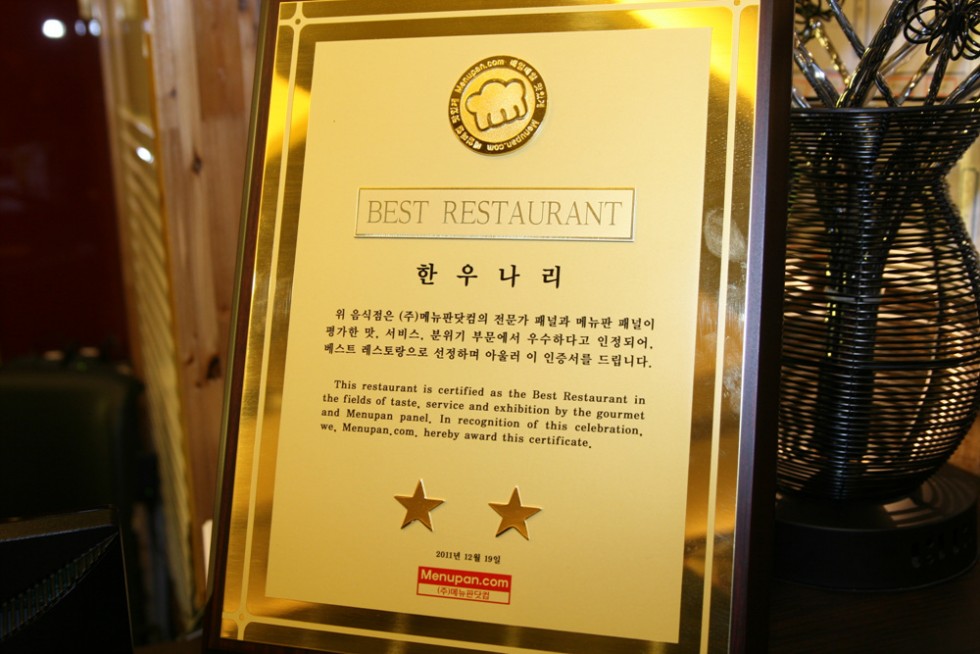 Menupan.com
Menupan.com
BEST RESTAURANT
한우나리
위 음식점은 (주)메뉴판닷컴의 전문가 패널과 메뉴판 패널이
평가한 맛, 서비스, 분위기 부문에서 우수하다고 인정되어,
베스트 레스토랑으로 선정하며 아울러 이 인증서를 드립니다.
This restaurant is certified as the Best Restaurant in
the fields of taste, service and exhibition by the gourmet
and Menupan panel. In recognition of this celebration,
we, Menupan.com, hereby award this certificate.
2011년 12월 19일
Menupan.com
(주)메뉴판닷컴